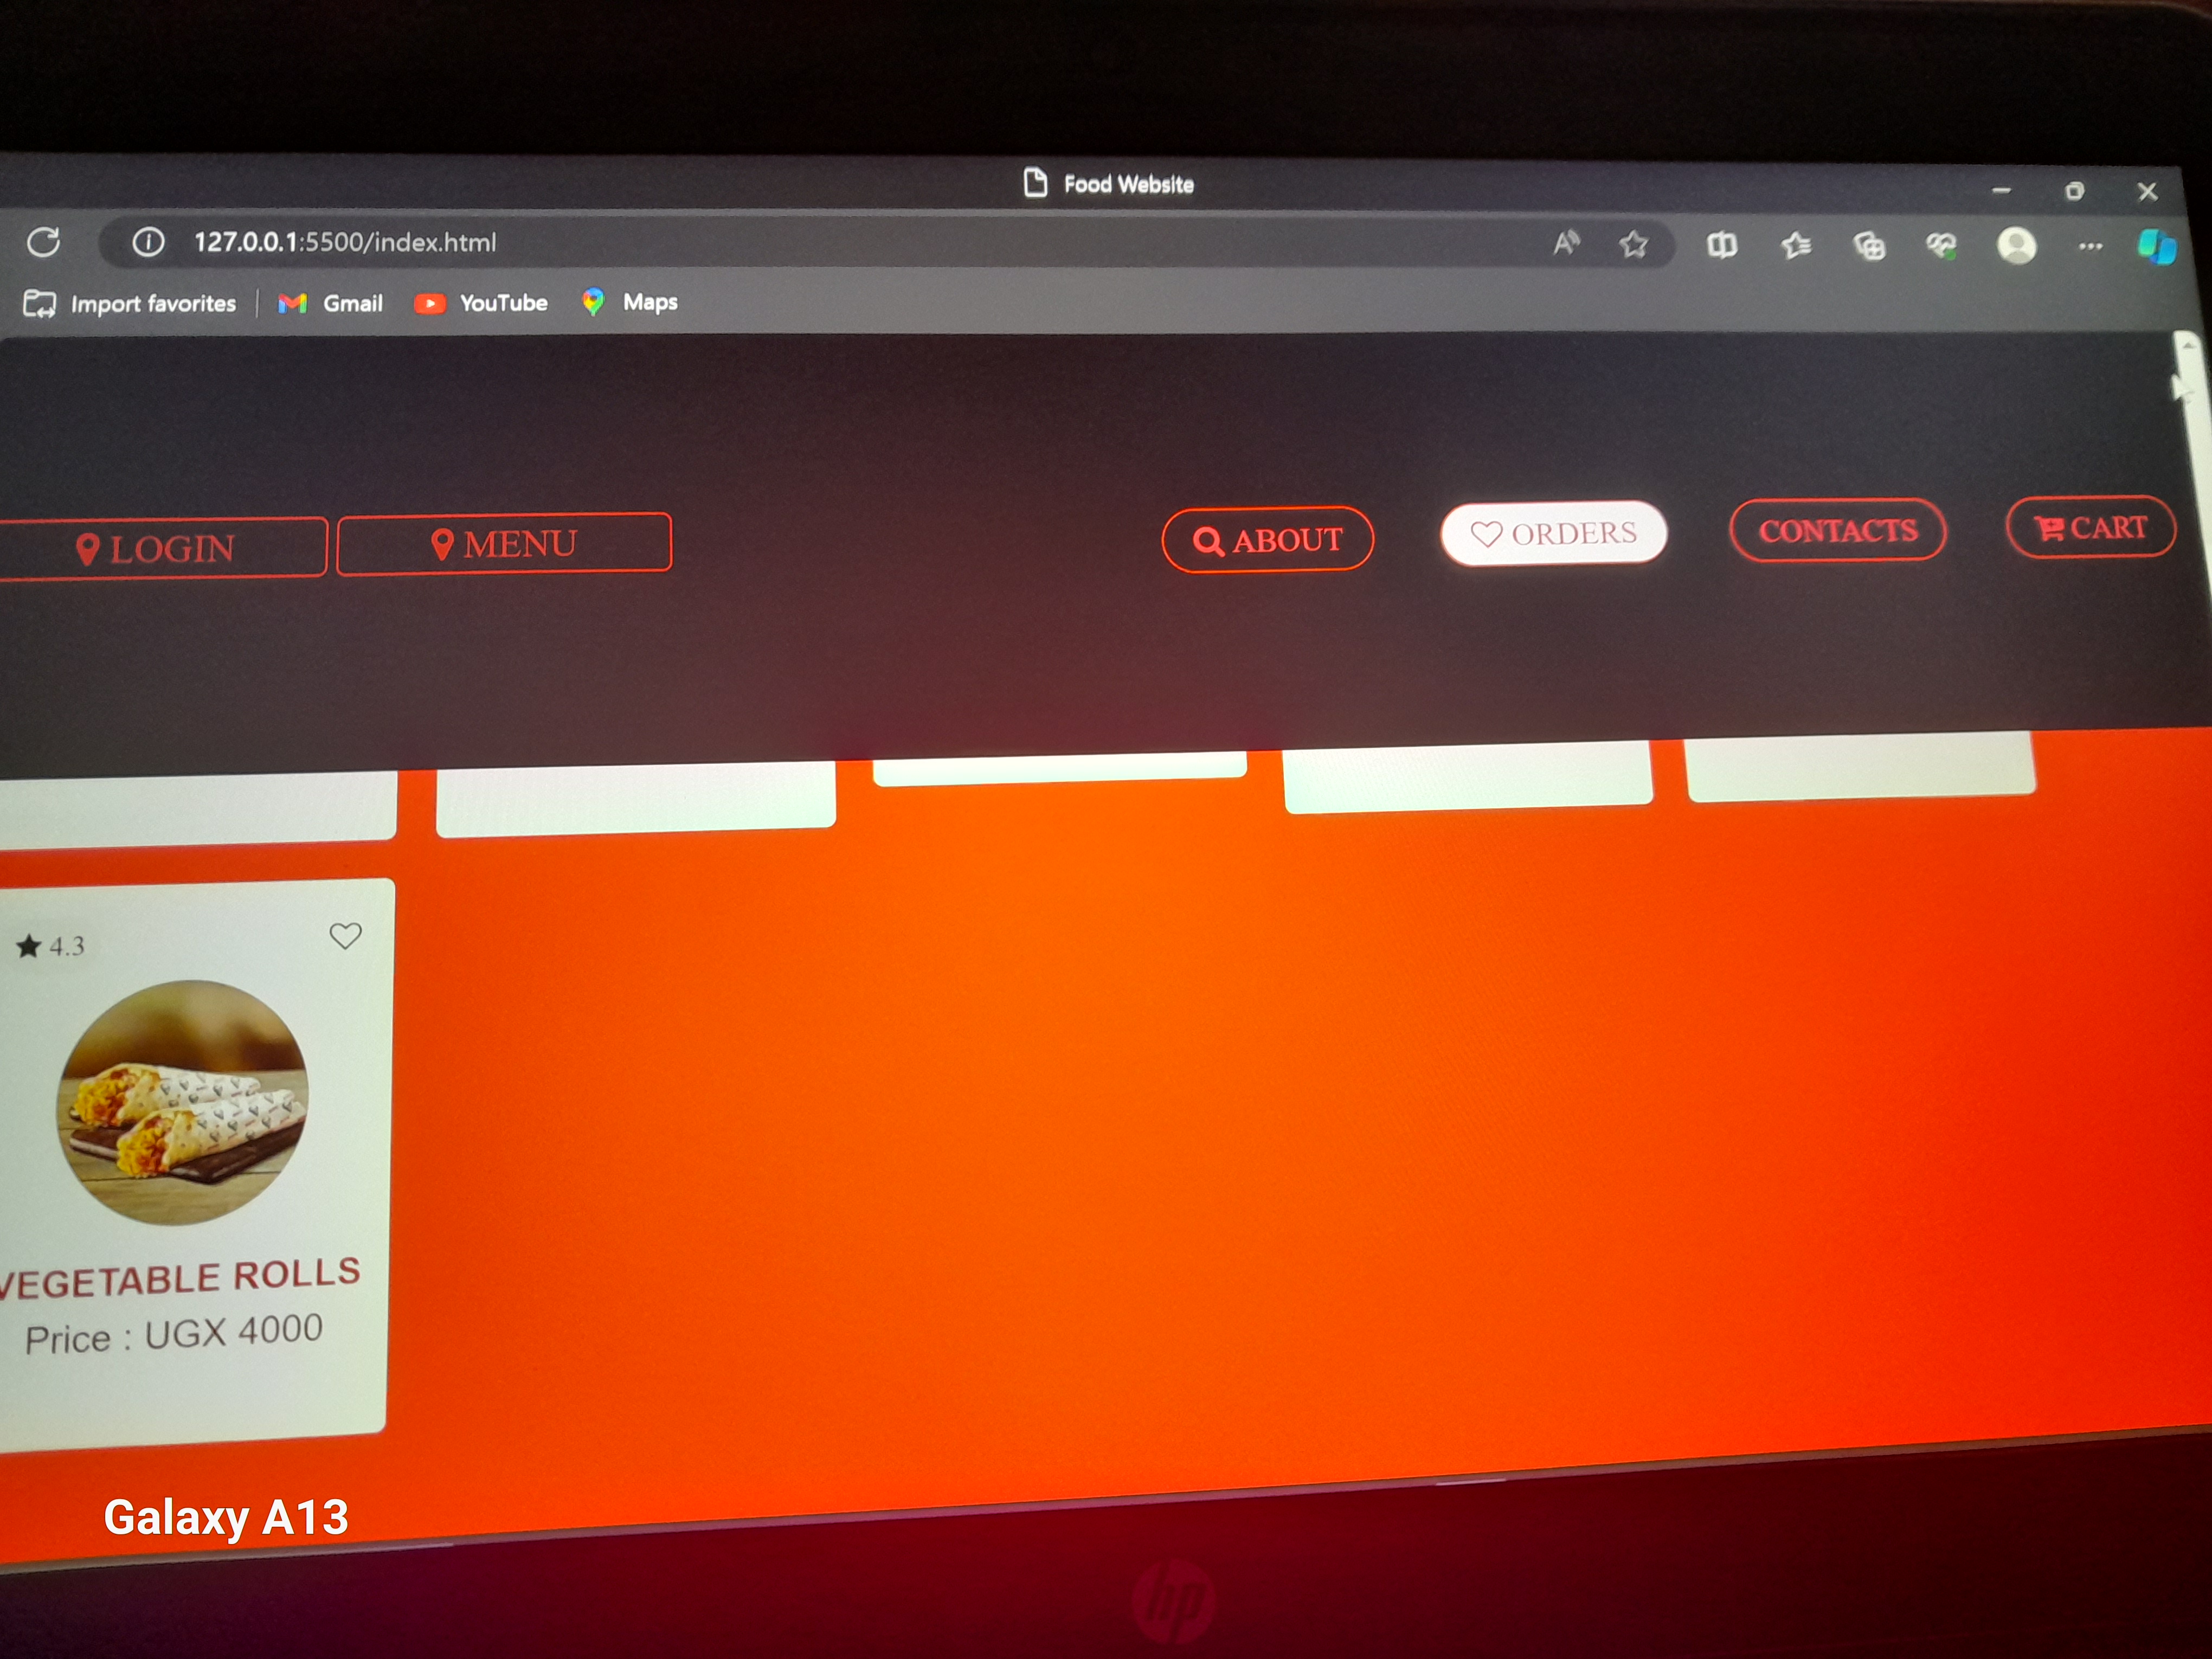 Food Website
127.0.0.1:5500/index.html
Import favorites Gmail YouTube Maps
LOGIN MENU ABOUT ORDERS CONTACTS CART
4.3
VEGETABLE ROLLS
Price : UGX 4000
Galaxy A13
hp